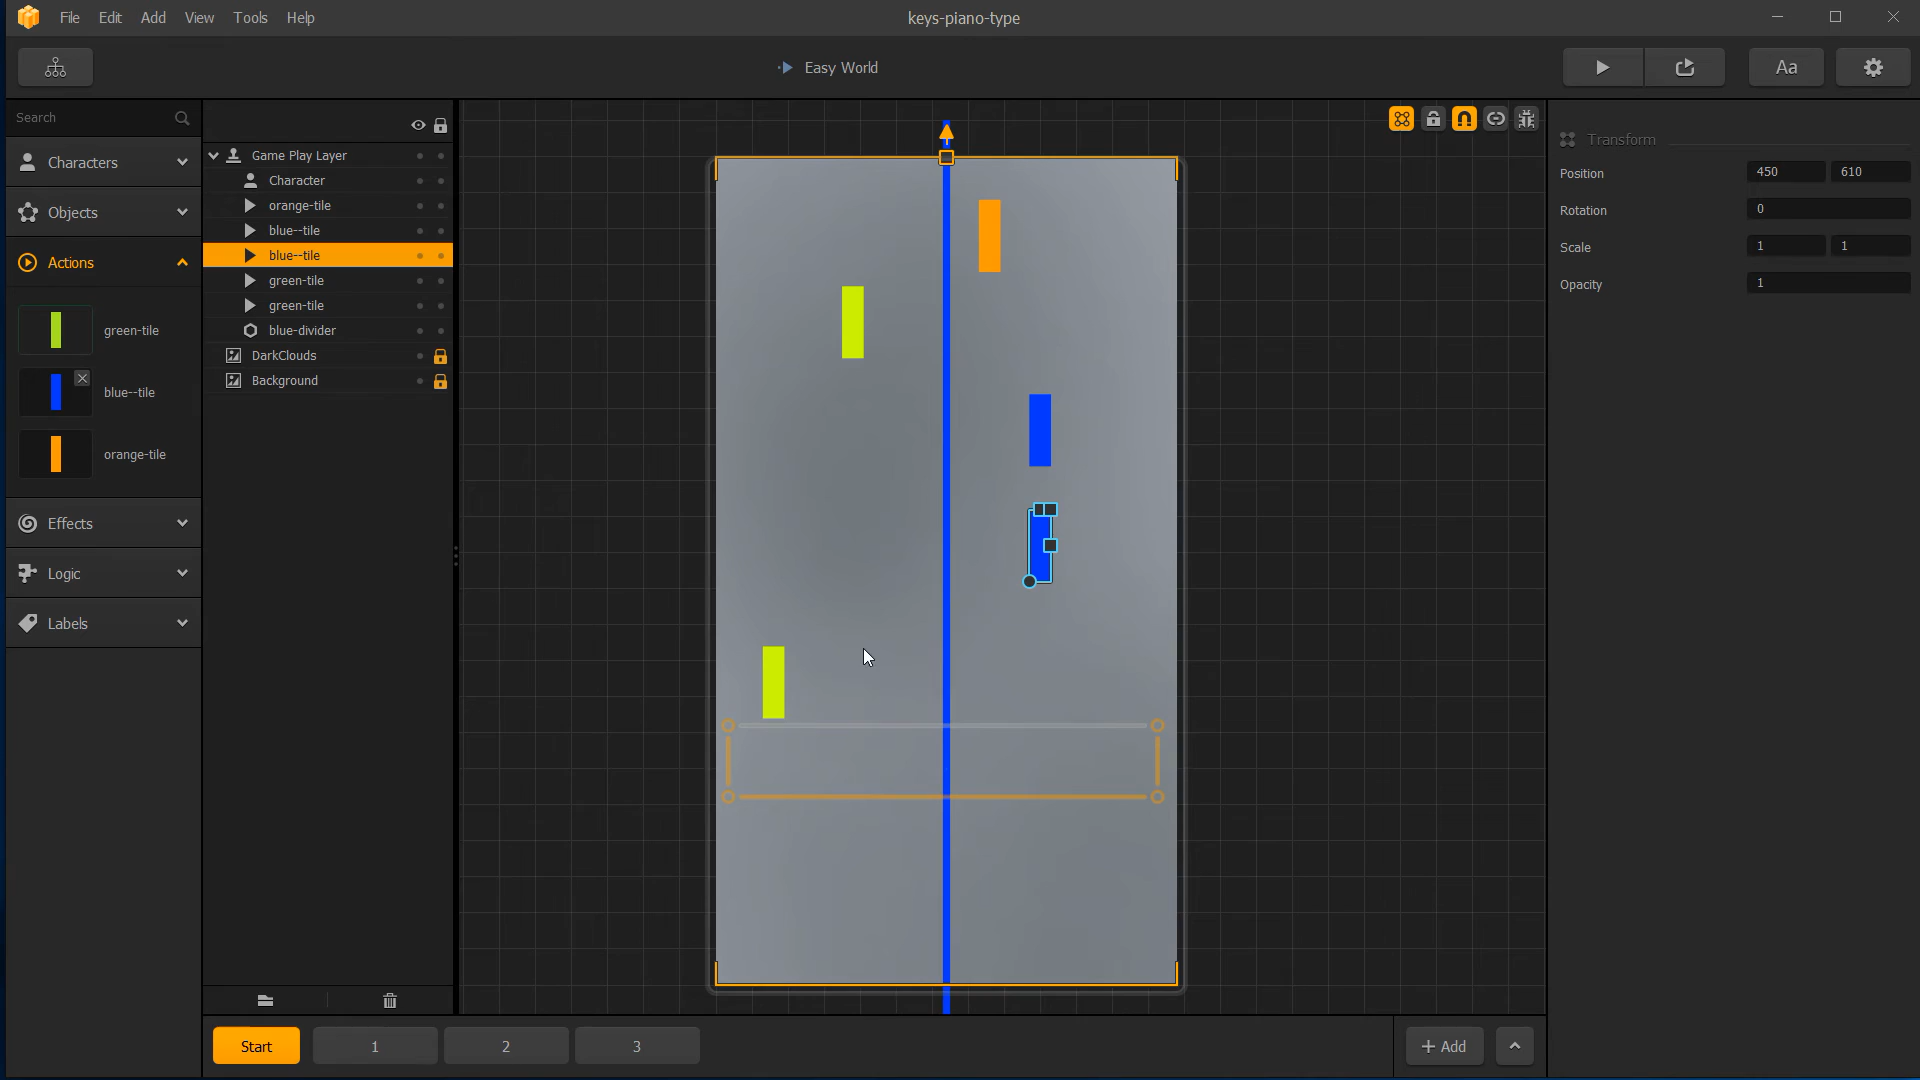 File Edit Add View Tools Help
keys-piano-type
Easy World
Aa
Search
Characters
Objects
Actions
green-tile
blue--tile
orange-tile
Effects
Logic
Labels
Game Play Layer
Character
orange-tile
blue--tile
blue--tile
green-tile
green-tile
blue-divider
DarkClouds
Background
Transform
Position 450 610
Rotation 0
Scale 1 1
Opacity 1
Start 1 2 3
+ Add